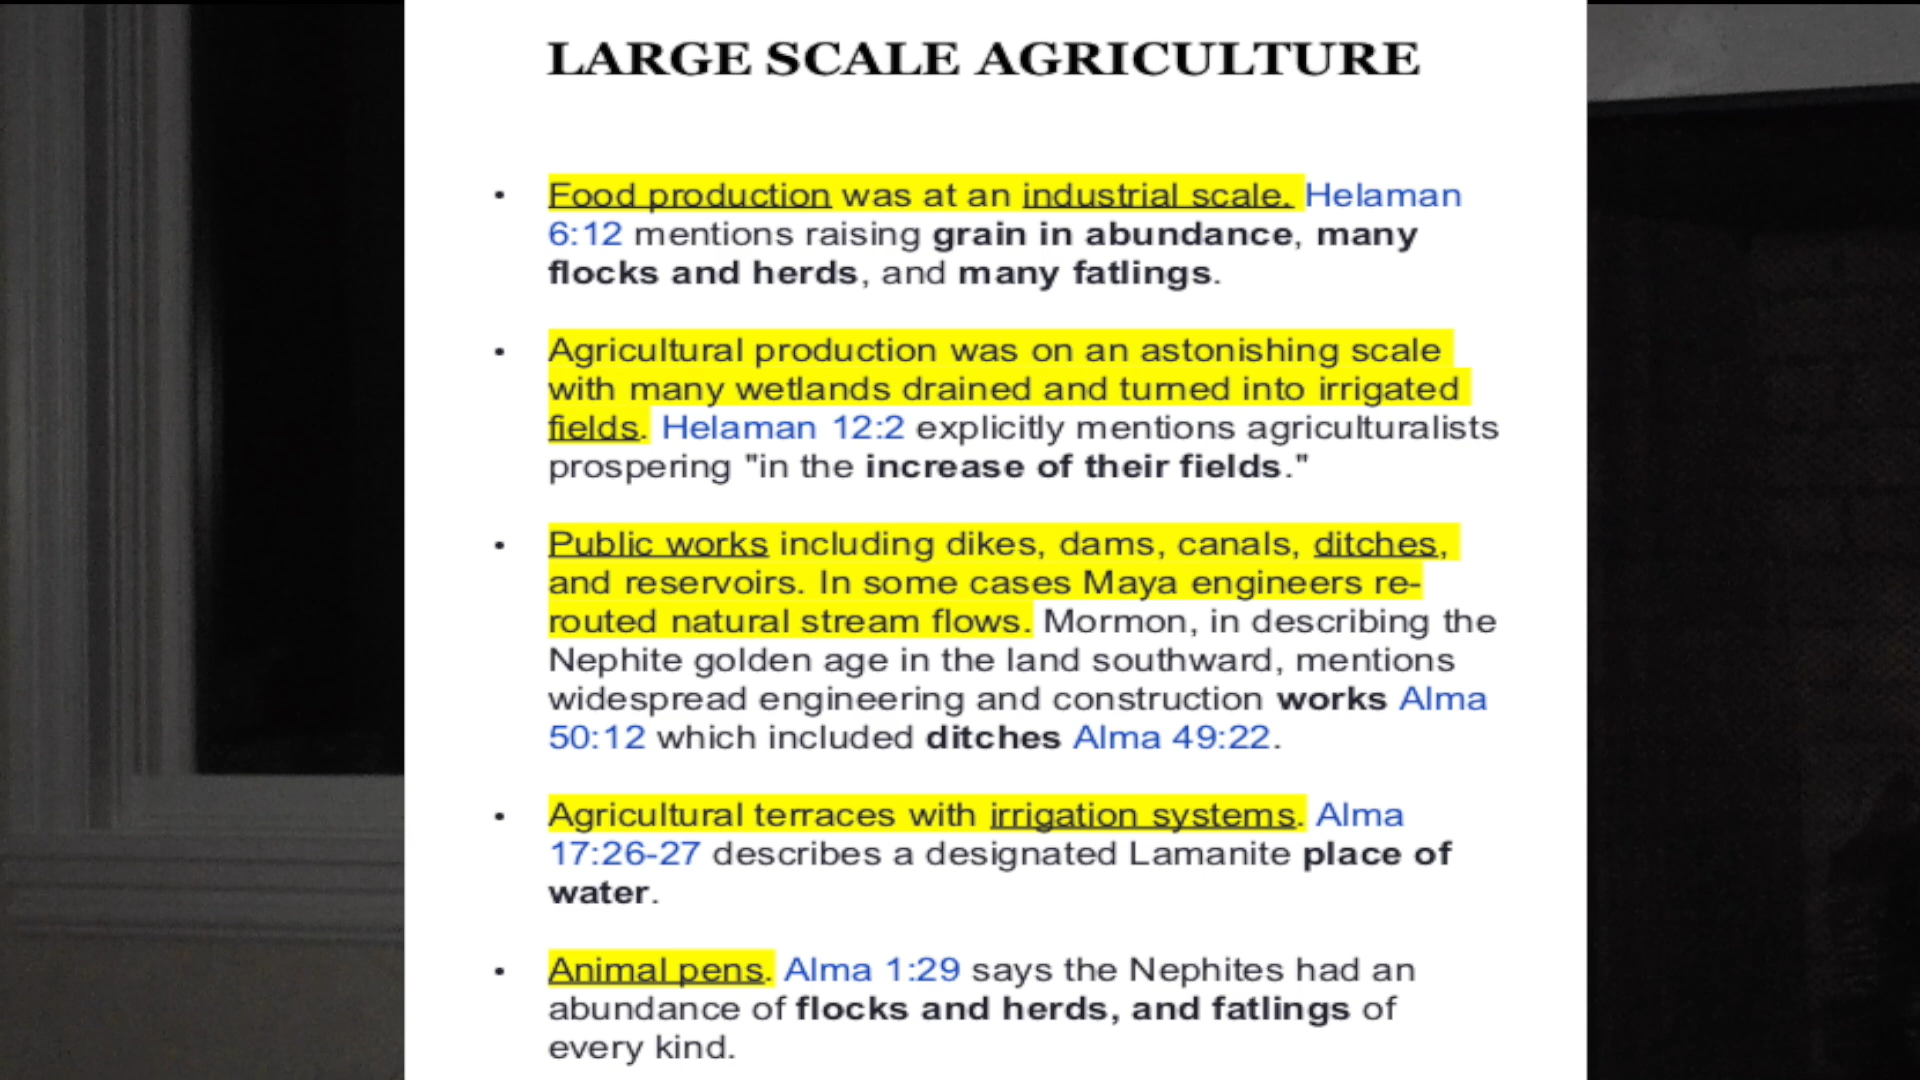 LARGE SCALE AGRICULTURE
• Food production was at an industrial scale. Helaman
6:12 mentions raising grain in abundance, many
flocks and herds, and many fatlings.
• Agricultural production was on an astonishing scale
with many wetlands drained and turned into irrigated
fields. Helaman 12:2 explicitly mentions agriculturalists
prospering "in the increase of their fields."
• Public works including dikes, dams, canals, ditches,
and reservoirs. In some cases Maya engineers re-
routed natural stream flows. Mormon, in describing the
Nephite golden age in the land southward, mentions
widespread engineering and construction works Alma
50:12 which included ditches Alma 49:22.
• Agricultural terraces with irrigation systems. Alma
17:26-27 describes a designated Lamanite place of
water.
• Animal pens. Alma 1:29 says the Nephites had an
abundance of flocks and herds, and fatlings of
every kind.